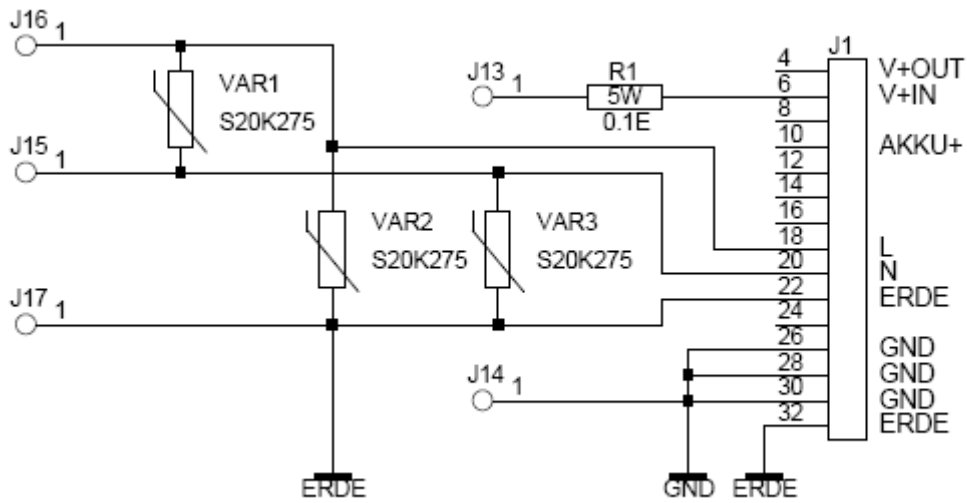 J16 1
VAR1
S20K275
J15 1
VAR2
S20K275
VAR3
S20K275
J17 1
ERDE
J13 1
R1
5W
0.1E
J14 1
GND
ERDE
J1
4 V+OUT
6 V+IN
8
10 AKKU+
12
14
16
18 L
20 N
22 ERDE
24
26 GND
28 GND
30 GND
32 ERDE